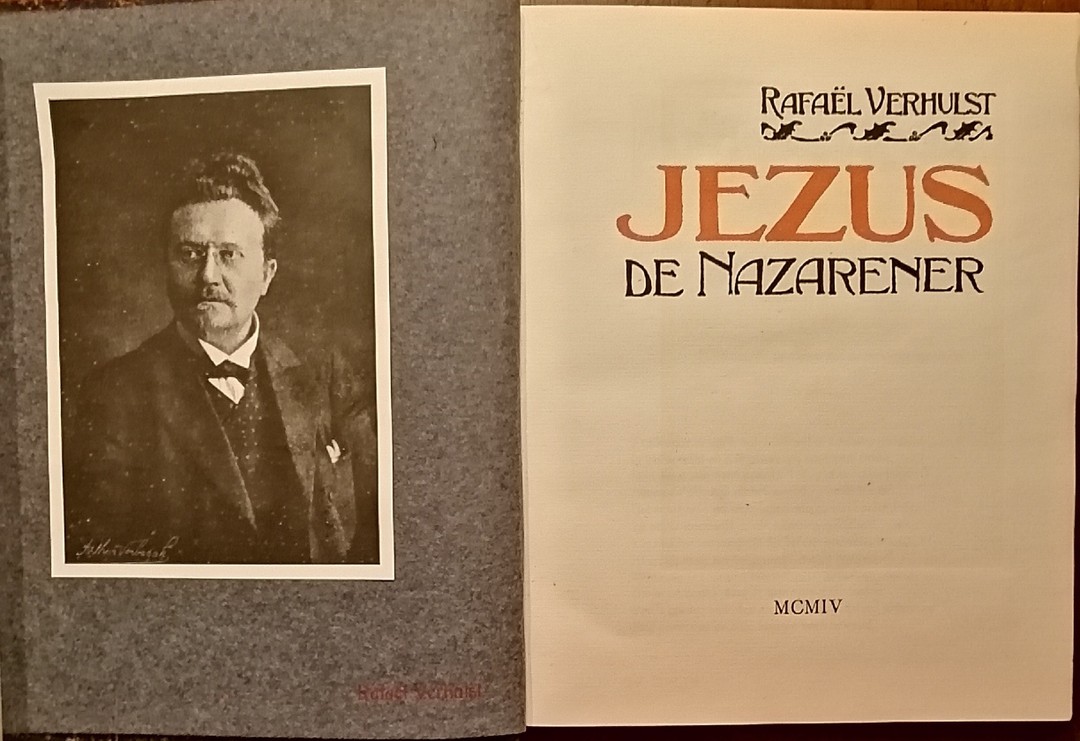 Rafaël Verhulst
RAFAËL VERHULST
JEZUS
DE NAZARENER
MCMIV